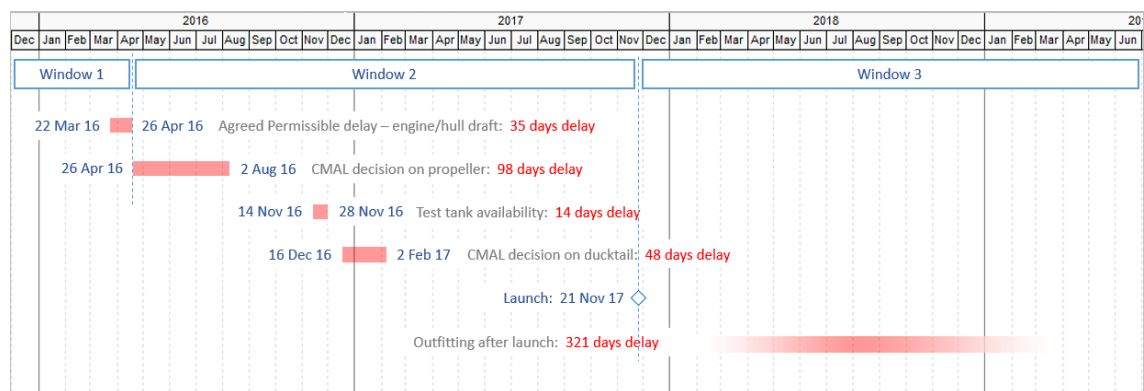 2016 2017 2018 201
Dec Jan Feb Mar Apr May Jun Jul Aug Sep Oct Nov Dec Jan Feb Mar Apr May Jun Jul Aug Sep Oct Nov Dec Jan Feb Mar Apr May Jun Jul Aug Sep Oct Nov Dec Jan Feb Mar Apr May Jun
Window 1 Window 2 Window 3
22 Mar 16 26 Apr 16 Agreed Permissible delay – engine/hull draft: 35 days delay
26 Apr 16 2 Aug 16 CMAL decision on propeller: 98 days delay
14 Nov 16 28 Nov 16 Test tank availability: 14 days delay
16 Dec 16 2 Feb 17 CMAL decision on ducktail: 48 days delay
Launch: 21 Nov 17
Outfitting after launch: 321 days delay